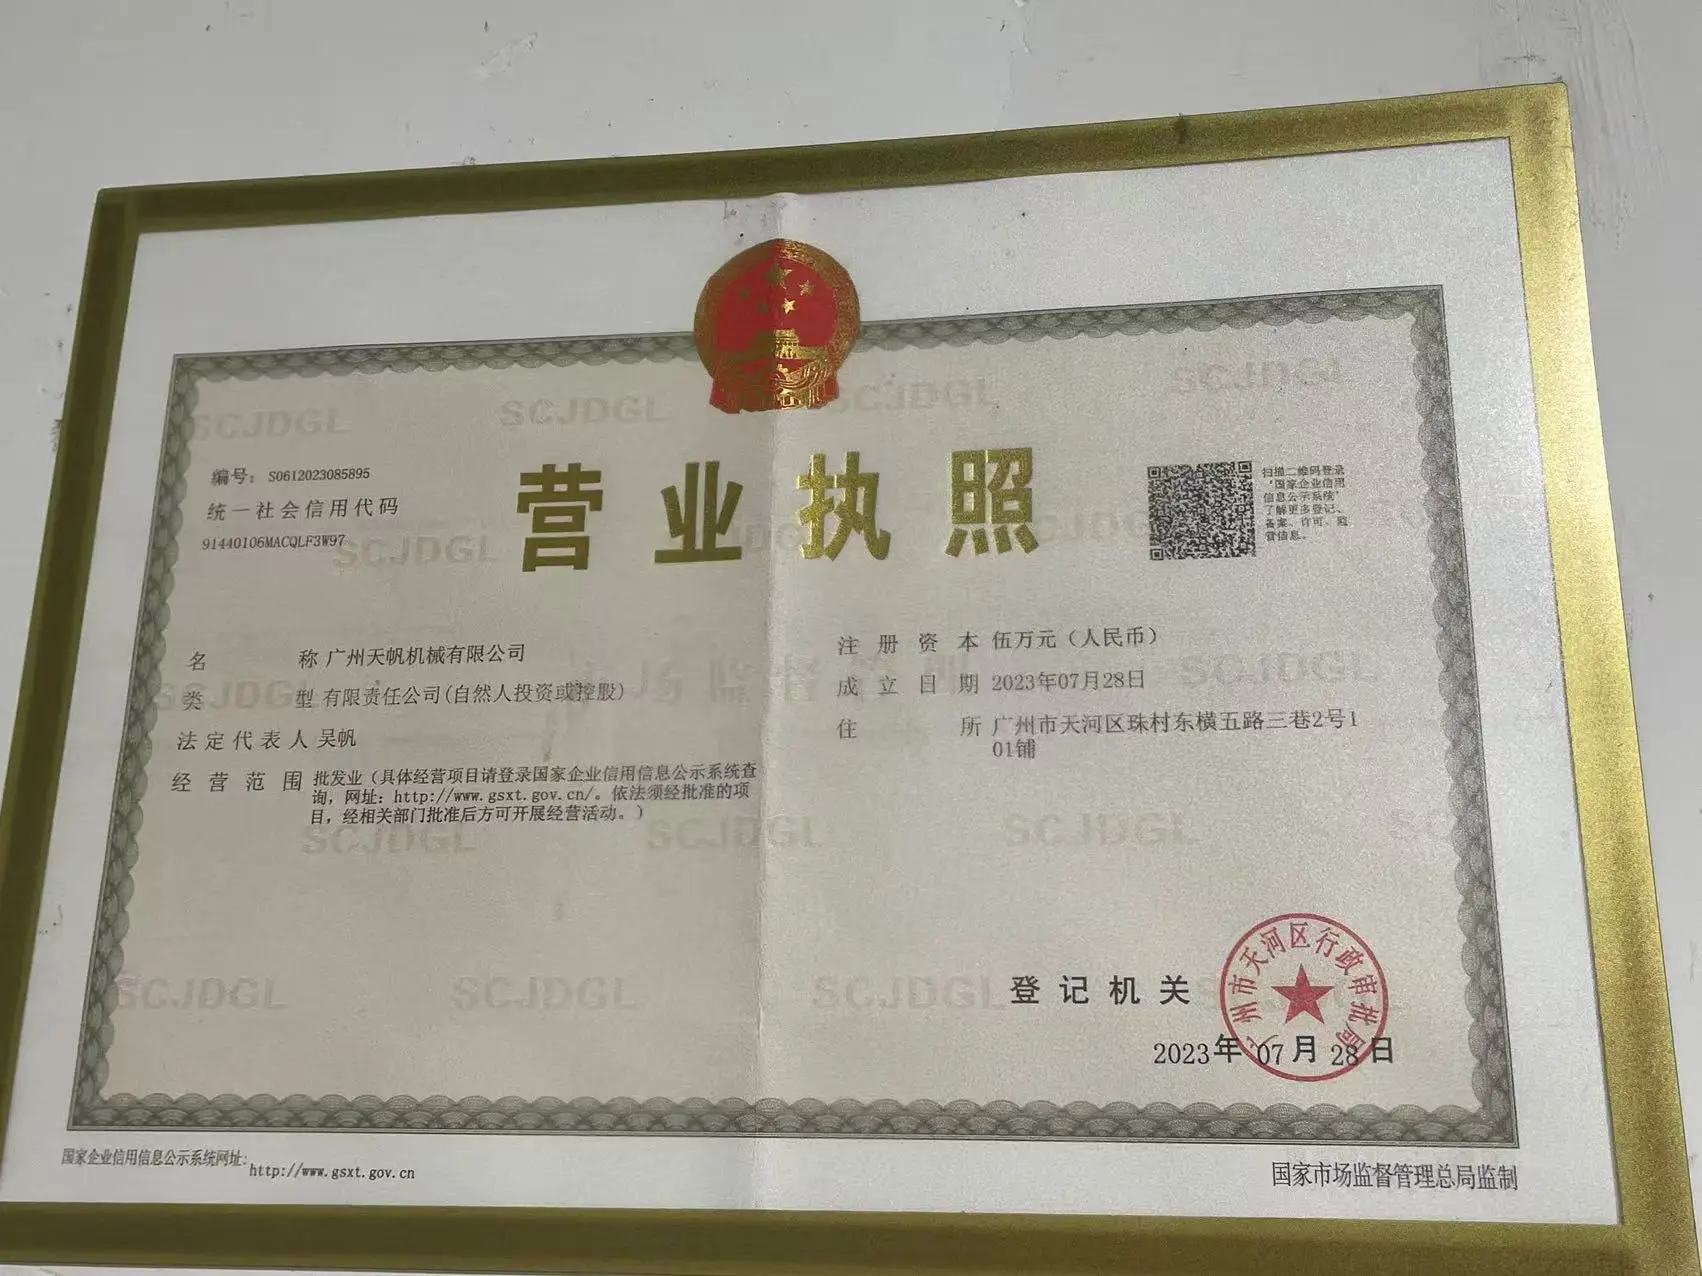 编号: S0612023085895
统一社会信用代码
91440106MACQLF3W97
营业执照
扫描二维码登录
‘国家企业信用
信息公示系统’
了解更多登记、
备案、许可、监
管信息。
名称 广州天帆机械有限公司
类型 有限责任公司(自然人投资或控股)
法定代表人 吴帆
经营范围 批发业（具体经营项目请登录国家企业信用信息公示系统查
询，网址：http://www.gsxt.gov.cn/。依法须经批准的项
目，经相关部门批准后方可开展经营活动。）
注册资本 伍万元（人民币）
成立日期 2023年07月28日
住所 广州市天河区珠村东横五路三巷2号1
01铺
登记机关
广州市天河区行政审批局
2023年07月28日
国家企业信用信息公示系统网址:
http://www.gsxt.gov.cn
国家市场监督管理总局监制
SCJDGL
SCJDGL
SCJDGL
SCJDGL
SCJDGL
SCJDGL
SCJDGL
SCJDGL
SCJDGL
SCJDGL
SCJDGL
SCJDGL
SCJDGL